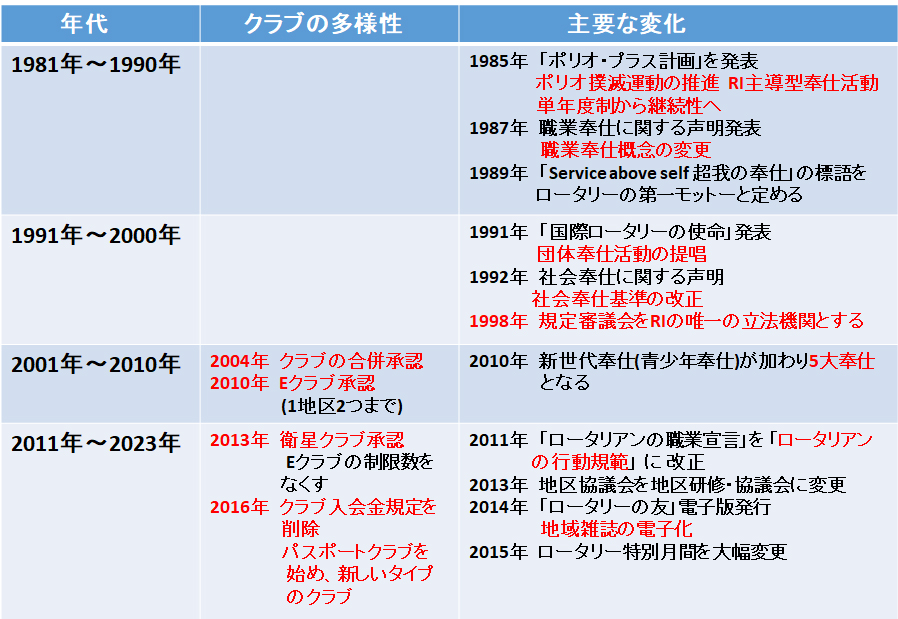 年代
クラブの多様性
主要な変化
1981年～1990年
1985年 「ポリオ・プラス計画」を発表
ポリオ撲滅運動の推進 RI主導型奉仕活動
単年度制から継続性へ
1987年 職業奉仕に関する声明発表
職業奉仕概念の変更
1989年 「Service above self 超我の奉仕」の標語を
ロータリーの第一モットーと定める
1991年～2000年
1991年 「国際ロータリーの使命」発表
団体奉仕活動の提唱
1992年 社会奉仕に関する声明
社会奉仕基準の改正
1998年 規定審議会をRIの唯一の立法機関とする
2001年～2010年
2004年 クラブの合併承認
2010年 Eクラブ承認
(1地区2つまで)
2010年 新世代奉仕(青少年奉仕)が加わり5大奉仕
となる
2011年～2023年
2013年 衛星クラブ承認
Eクラブの制限数を
なくす
2016年 クラブ入会金規定を
削除
パスポートクラブを
始め、新しいタイプ
のクラブ
2011年 「ロータリアンの職業宣言」を「ロータリアン
の行動規範」に改正
2013年 地区協議会を地区研修・協議会に変更
2014年 「ロータリーの友」電子版発行
地域雑誌の電子化
2015年 ロータリー特別月間を大幅変更